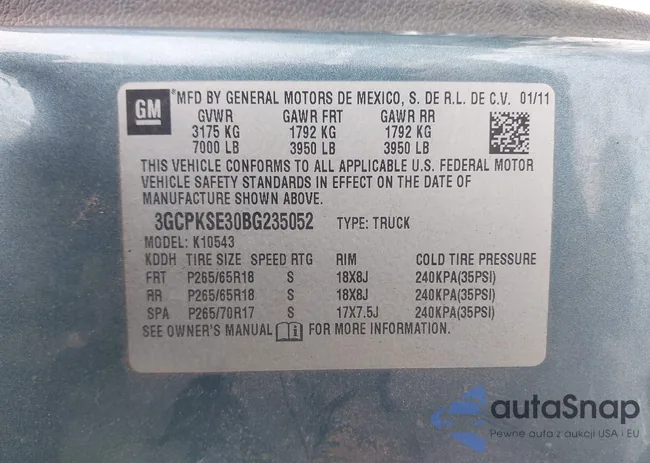 GM MFD BY GENERAL MOTORS DE MEXICO, S. DE R.L. DE C.V. 01/11
GVWR GAWR FRT GAWR RR
3175 KG 1792 KG 1792 KG
7000 LB 3950 LB 3950 LB
THIS VEHICLE CONFORMS TO ALL APPLICABLE U.S. FEDERAL MOTOR
VEHICLE SAFETY STANDARDS IN EFFECT ON THE DATE OF
MANUFACTURE SHOWN ABOVE.
3GCPKSE30BG235052 TYPE: TRUCK
MODEL: K10543
KDDH TIRE SIZE SPEED RTG RIM COLD TIRE PRESSURE
FRT P265/65R18 S 18X8J 240KPA(35PSI)
RR P265/65R18 S 18X8J 240KPA(35PSI)
SPA P265/70R17 S 17X7.5J 240KPA(35PSI)
SEE OWNER'S MANUAL i FOR MORE INFORMATION.
autoSnap
Pewne auta z aukcji USA i EU